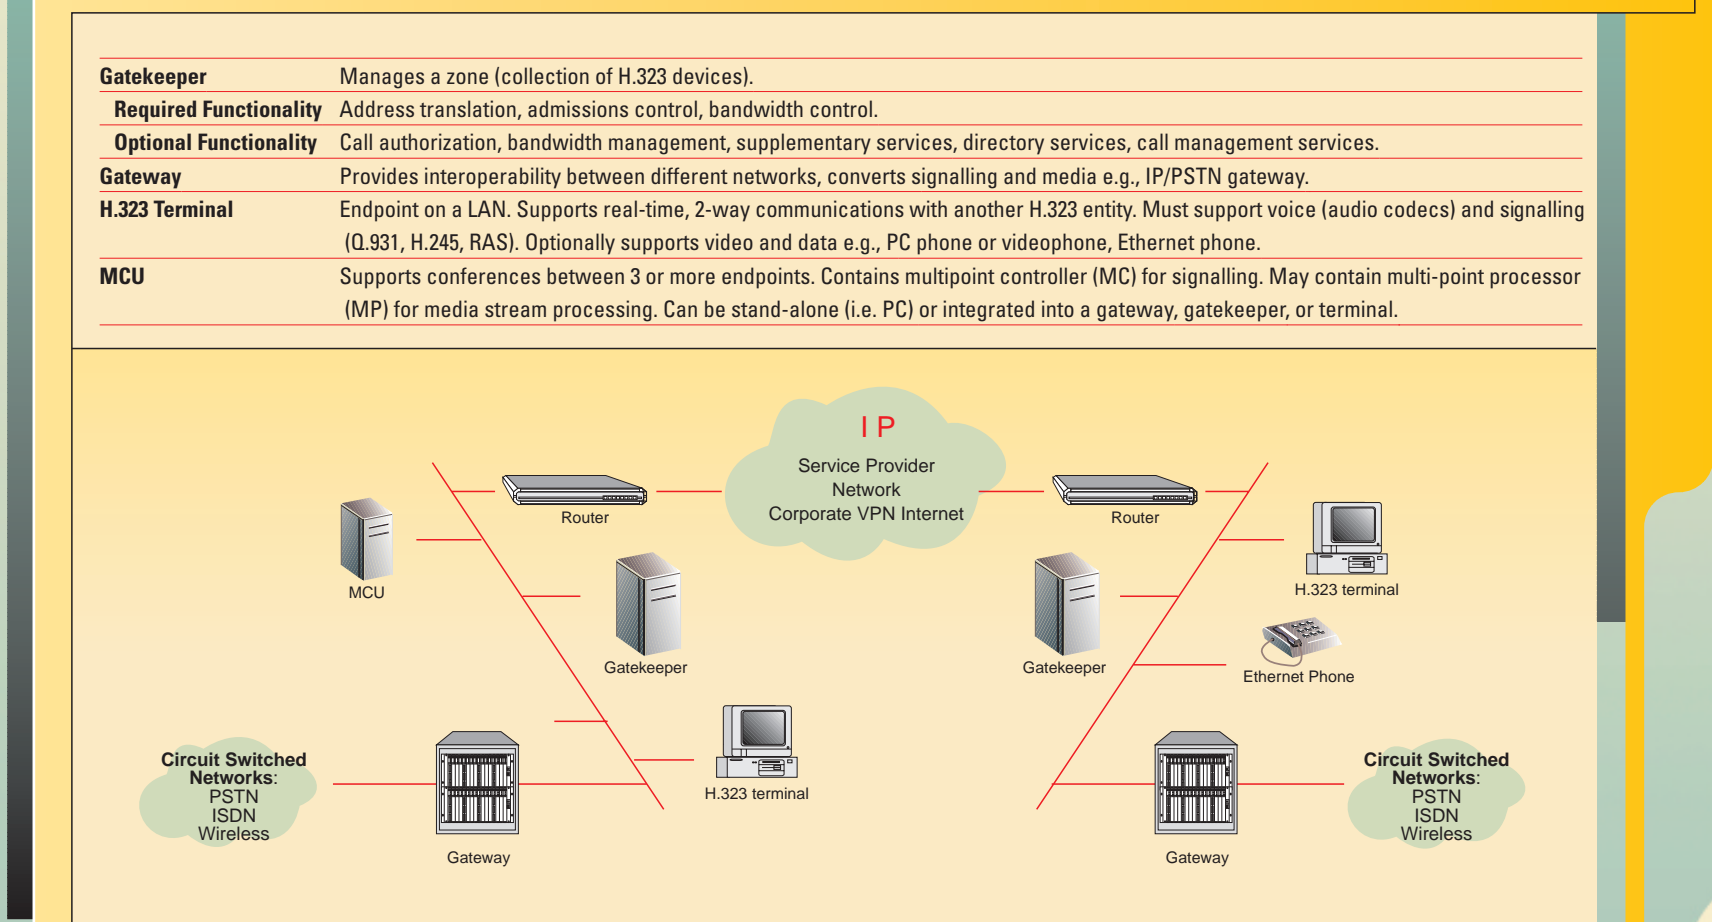 Gatekeeper Manages a zone (collection of H.323 devices).
Required Functionality Address translation, admissions control, bandwidth control.
Optional Functionality Call authorization, bandwidth management, supplementary services, directory services, call management services.
Gateway Provides interoperability between different networks, converts signalling and media e.g., IP/PSTN gateway.
H.323 Terminal Endpoint on a LAN. Supports real-time, 2-way communications with another H.323 entity. Must support voice (audio codecs) and signalling
(Q.931, H.245, RAS). Optionally supports video and data e.g., PC phone or videophone, Ethernet phone.
MCU Supports conferences between 3 or more endpoints. Contains multipoint controller (MC) for signalling. May contain multi-point processor
(MP) for media stream processing. Can be stand-alone (i.e. PC) or integrated into a gateway, gatekeeper, or terminal.
I P
Service Provider
Network
Corporate VPN Internet
Router
Router
MCU
H.323 terminal
Gatekeeper
Gatekeeper
Ethernet Phone
H.323 terminal
Circuit Switched
Networks:
PSTN
ISDN
Wireless
Gateway
Circuit Switched
Networks:
PSTN
ISDN
Wireless
Gateway